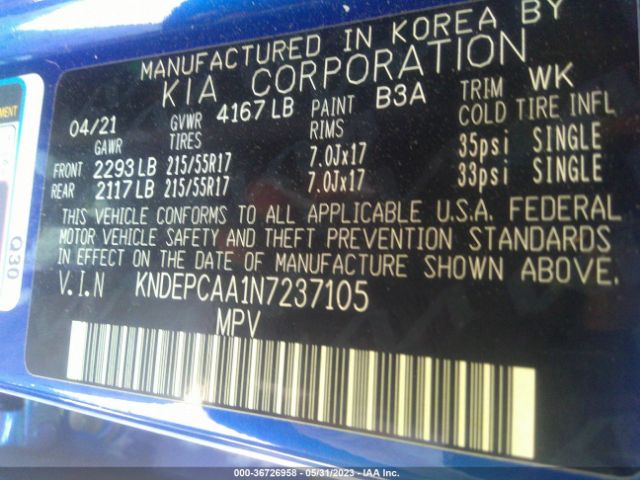 MANUFACTURED IN KOREA BY
KIA CORPORATION
04/21 GVWR 4167 LB PAINT B3A TRIM WK
GAWR TIRES RIMS COLD TIRE INFL
FRONT 2293 LB 215/55R17 7.0Jx17 35psi SINGLE
REAR 2117 LB 215/55R17 7.0Jx17 33psi SINGLE
THIS VEHICLE CONFORMS TO ALL APPLICABLE U.S.A. FEDERAL
MOTOR VEHICLE SAFETY AND THEFT PREVENTION STANDARDS
IN EFFECT ON THE DATE OF MANUFACTURE SHOWN ABOVE.
V.I.N KNDEPCAA1N7237105
MPV
Q30
000-36726958 - 05/31/2023 - IAA Inc.